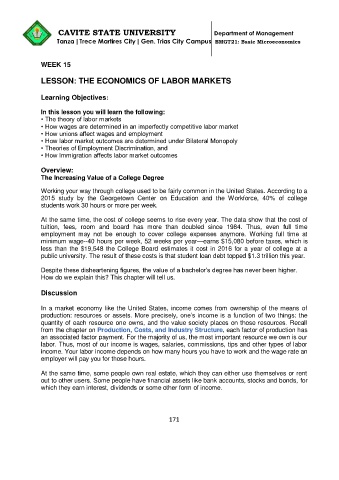 CAVITE STATE UNIVERSITY
Department of Management
Tanza |Trece Martires City | Gen. Trias City Campus
BMGT21: Basic Microeconomics
WEEK 15
LESSON: THE ECONOMICS OF LABOR MARKETS
Learning Objectives:
In this lesson you will learn the following:
• The theory of labor markets
• How wages are determined in an imperfectly competitive labor market
• How unions affect wages and employment
• How labor market outcomes are determined under Bilateral Monopoly
• Theories of Employment Discrimination, and
• How Immigration affects labor market outcomes
Overview:
The Increasing Value of a College Degree
Working your way through college used to be fairly common in the United States. According to a
2015 study by the Georgetown Center on Education and the Workforce, 40% of college
students work 30 hours or more per week.
At the same time, the cost of college seems to rise every year. The data show that the cost of
tuition, fees, room and board has more than doubled since 1984. Thus, even full time
employment may not be enough to cover college expenses anymore. Working full time at
minimum wage–40 hours per week, 52 weeks per year—earns $15,080 before taxes, which is
less than the $19,548 the College Board estimates it cost in 2016 for a year of college at a
public university. The result of these costs is that student loan debt topped $1.3 trillion this year.
Despite these disheartening figures, the value of a bachelor's degree has never been higher.
How do we explain this? This chapter will tell us.
Discussion
In a market economy like the United States, income comes from ownership of the means of
production: resources or assets. More precisely, one's income is a function of two things: the
quantity of each resource one owns, and the value society places on those resources. Recall
from the chapter on Production, Costs, and Industry Structure, each factor of production has
an associated factor payment. For the majority of us, the most important resource we own is our
labor. Thus, most of our income is wages, salaries, commissions, tips and other types of labor
income. Your labor income depends on how many hours you have to work and the wage rate an
employer will pay you for those hours.
At the same time, some people own real estate, which they can either use themselves or rent
out to other users. Some people have financial assets like bank accounts, stocks and bonds, for
which they earn interest, dividends or some other form of income.
171